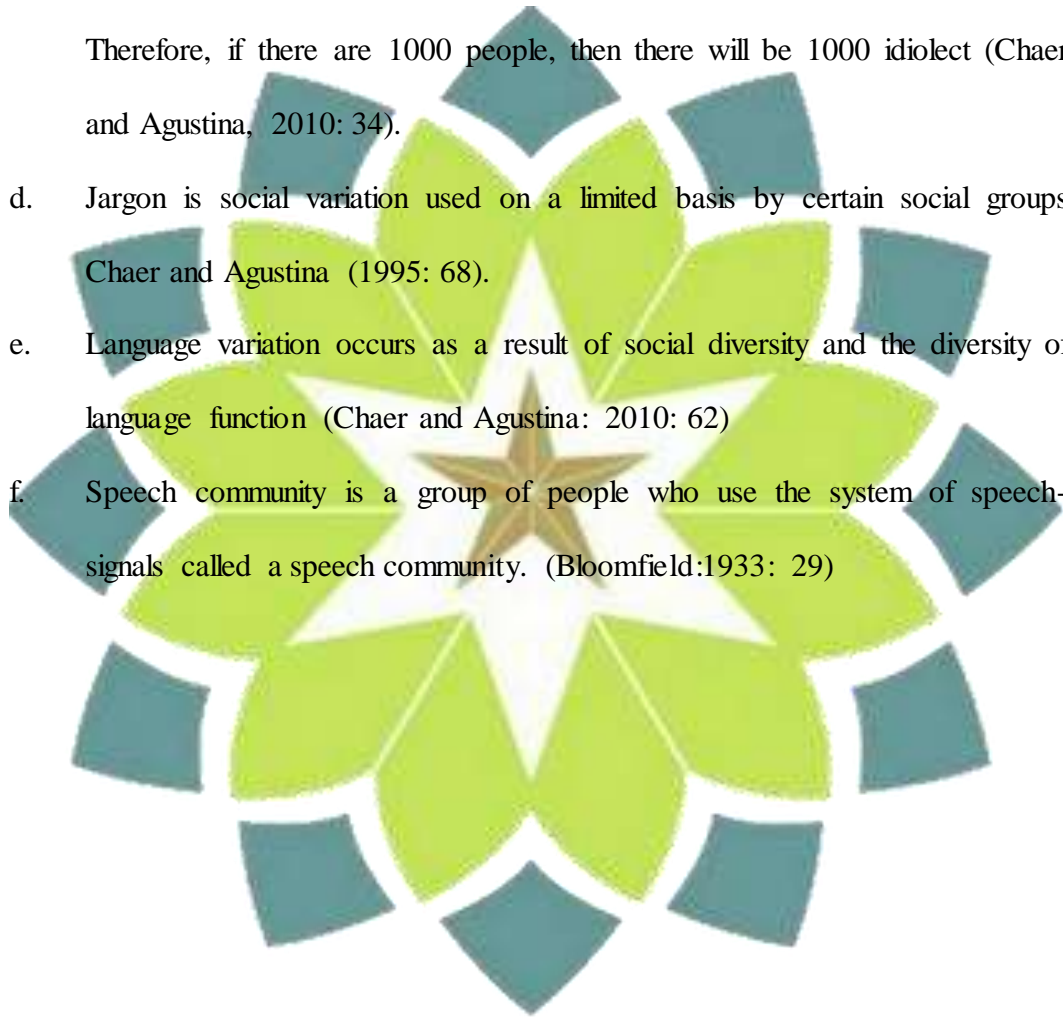 Therefore, if there are 1000 people, then there will be 1000 idiolect (Chaer
and Agustina, 2010: 34).
d. Jargon is social variation used on a limited basis by certain social groups
Chaer and Agustina (1995: 68).
e. Language variation occurs as a result of social diversity and the diversity of
language function (Chaer and Agustina: 2010: 62)
f. Speech community is a group of people who use the system of speech-
signals called a speech community. (Bloomfield:1933: 29)